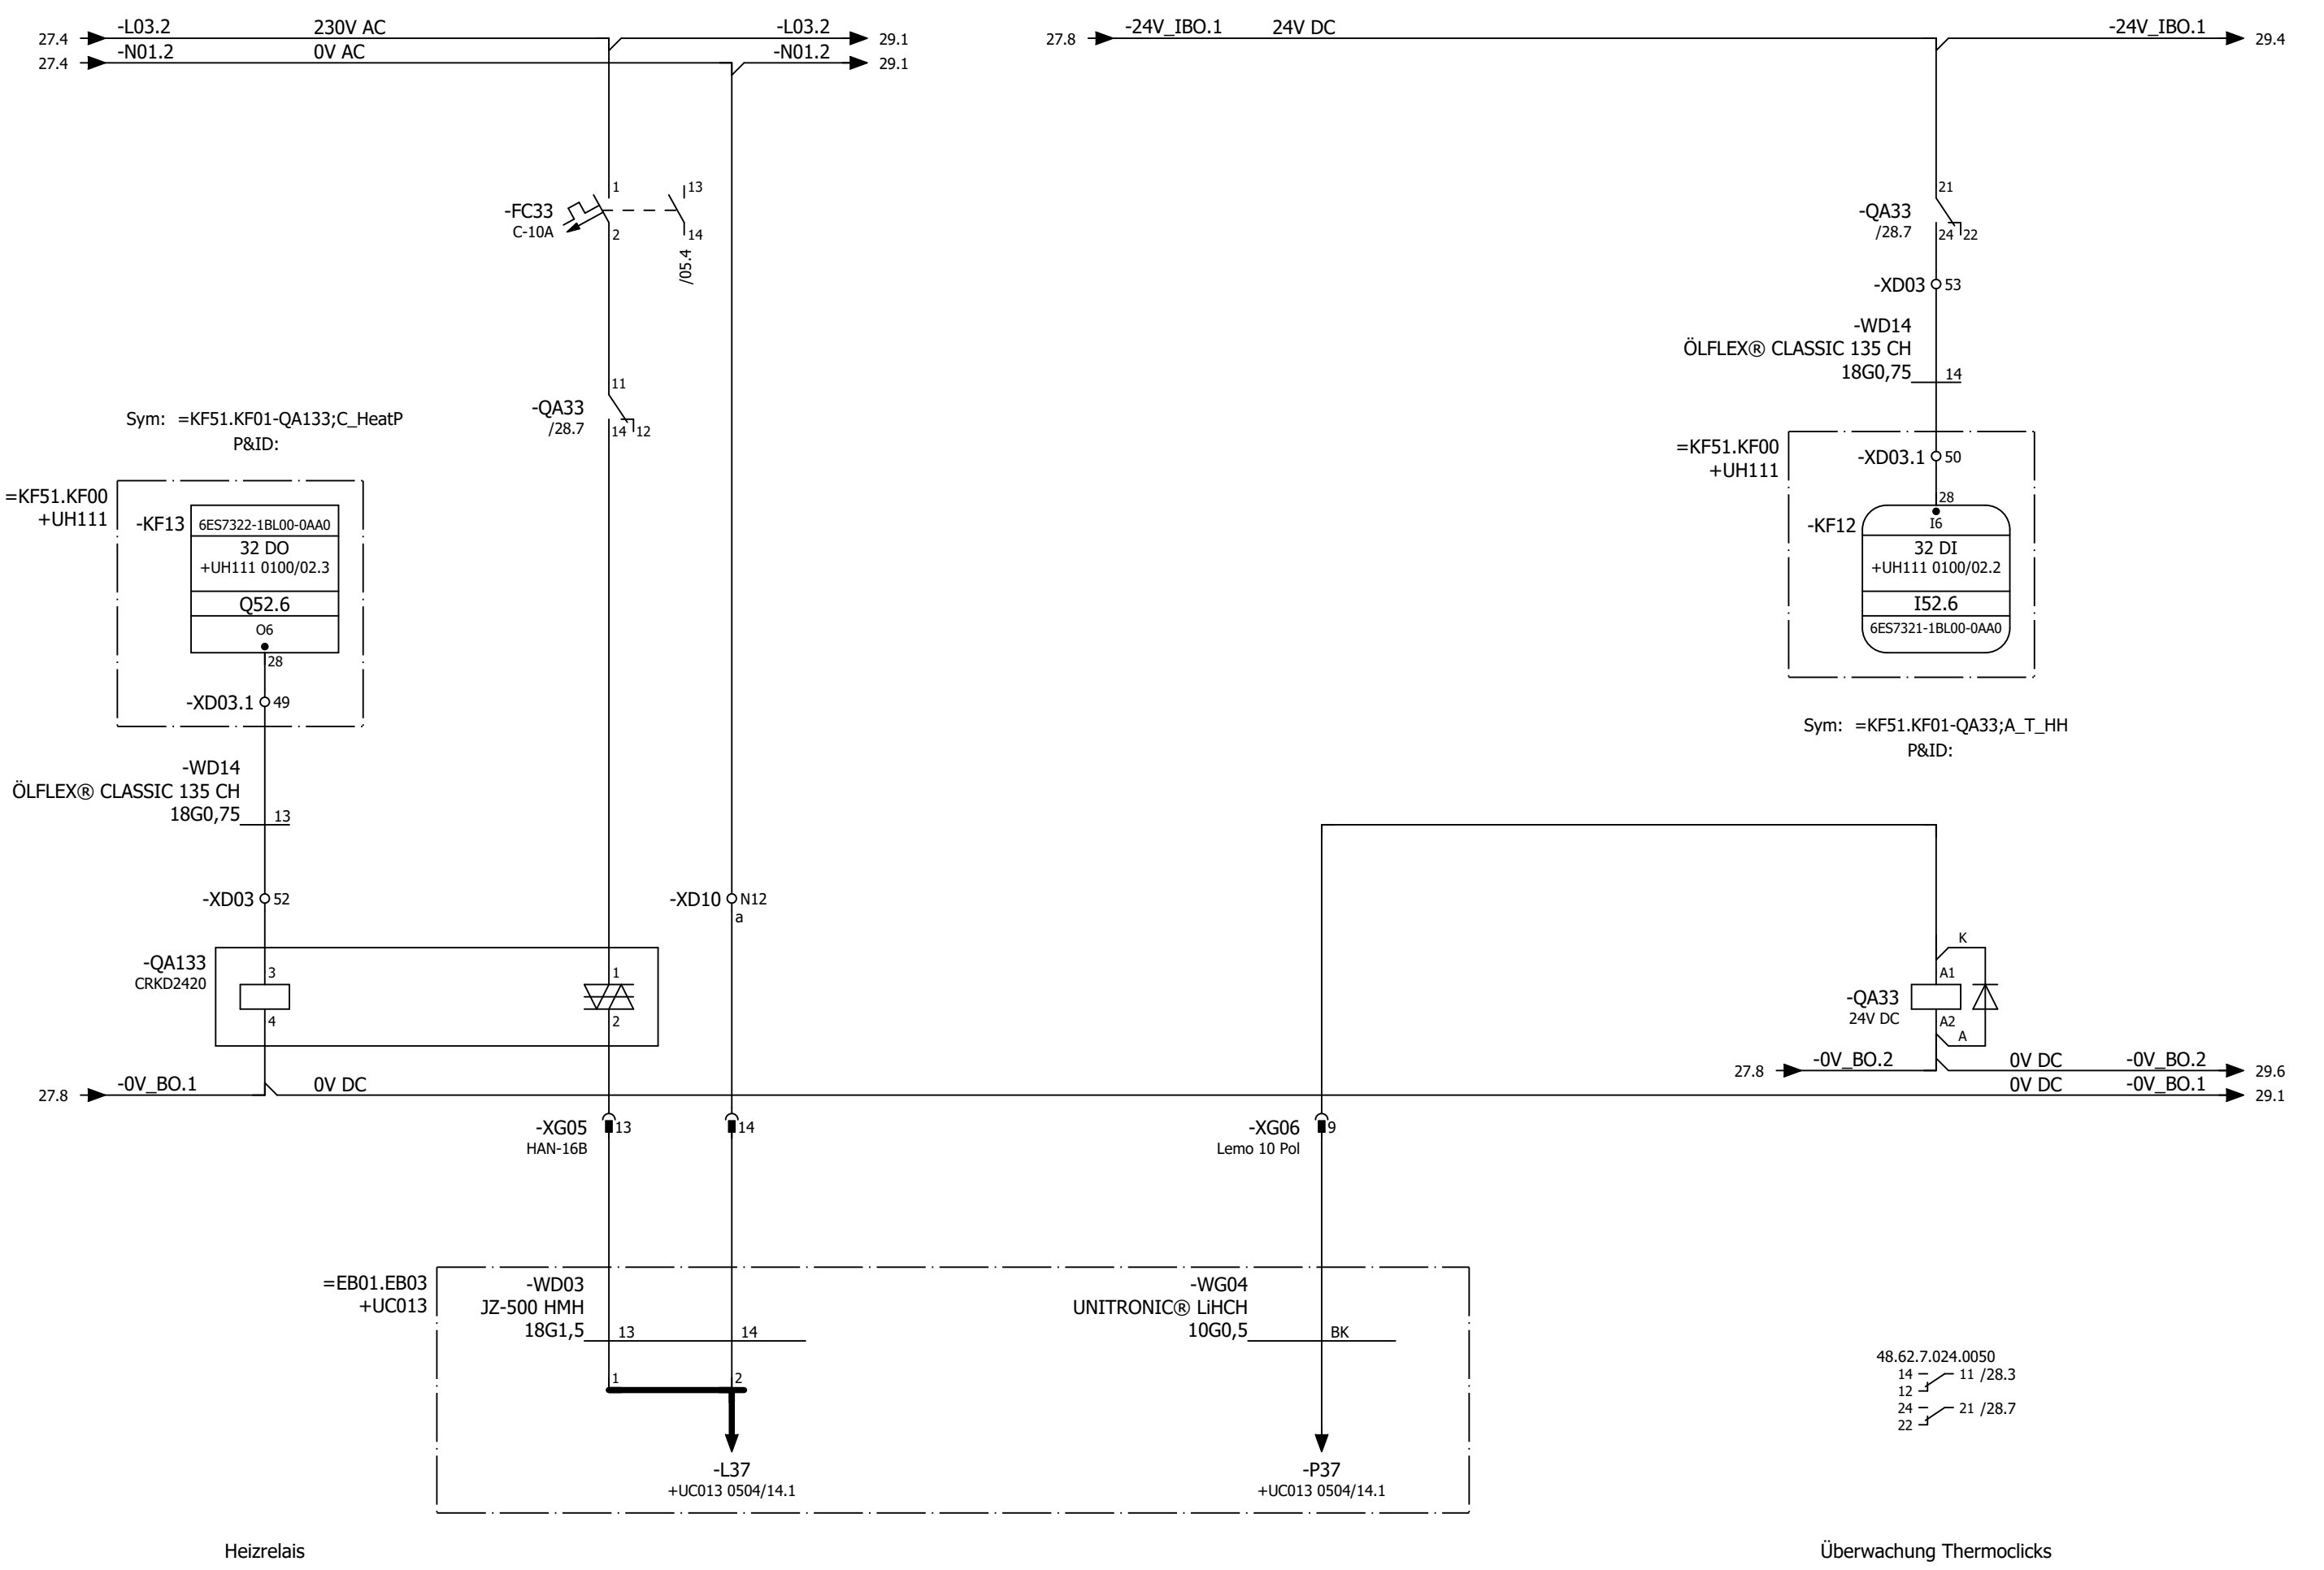 -L03.2 230V AC -L03.2 -24V_IBO.1 24V DC -24V_IBO.1
27.4 29.1 27.8 29.4
-N01.2 0V AC -N01.2
27.4 29.1
1 13
-FC33
C-10A
2 14
/05.4
21
-QA33
/28.7
24 22
-XD03 53
-WD14
ÖLFLEX® CLASSIC 135 CH
18G0,75 14
11
-QA33
/28.7
14 12
Sym: =KF51.KF01-QA133;C_HeatP
P&ID:
=KF51.KF00
+UH111
-XD03.1 50
28
-KF12
I6
32 DI
+UH111 0100/02.2
I52.6
6ES7321-1BL00-0AA0
Sym: =KF51.KF01-QA33;A_T_HH
P&ID:
=KF51.KF00
+UH111
-KF13
6ES7322-1BL00-0AA0
32 DO
+UH111 0100/02.3
Q52.6
O6
28
-XD03.1 49
-WD14
ÖLFLEX® CLASSIC 135 CH
18G0,75 13
-XD03 52
-XD10 N12
a
-QA133
CRKD2420
3
4
1
2
K
A1
-QA33
24V DC
A2
A
-0V_BO.2 0V DC -0V_BO.2
27.8 29.6
-0V_BO.1 0V DC 0V DC -0V_BO.1
27.8 29.1
-XG05 13 14
HAN-16B
-XG06 9
Lemo 10 Pol
=EB01.EB03
+UC013
-WD03
JZ-500 HMH
18G1,5 13 14
-WG04
UNITRONIC® LiHCH
10G0,5 BK
1 2
-L37
+UC013 0504/14.1
-P37
+UC013 0504/14.1
48.62.7.024.0050
14 11 /28.3
12
24 21 /28.7
22
Heizrelais
Überwachung Thermoclicks